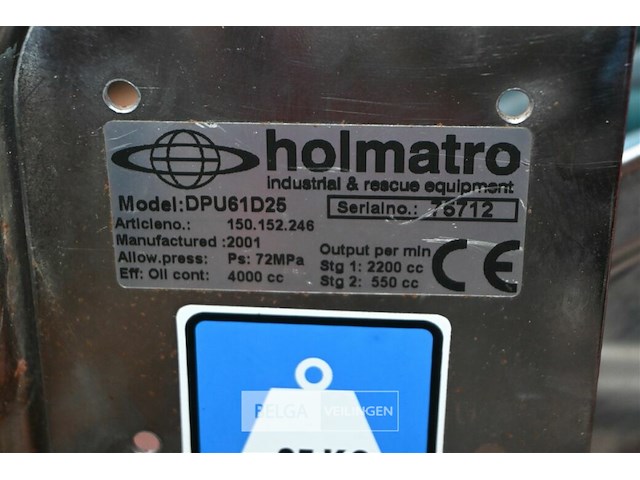 holmatro
industrial & rescue equipment
Model:DPU61D25
Serialno.: 75712
Articleno.: 150.152.246
Manufactured :2001
Allow.press: Ps: 72MPa
Eff: Oil cont: 4000 cc
Output per min
Stg 1: 2200 cc
Stg 2: 550 cc
CE
PELGA VEILINGEN